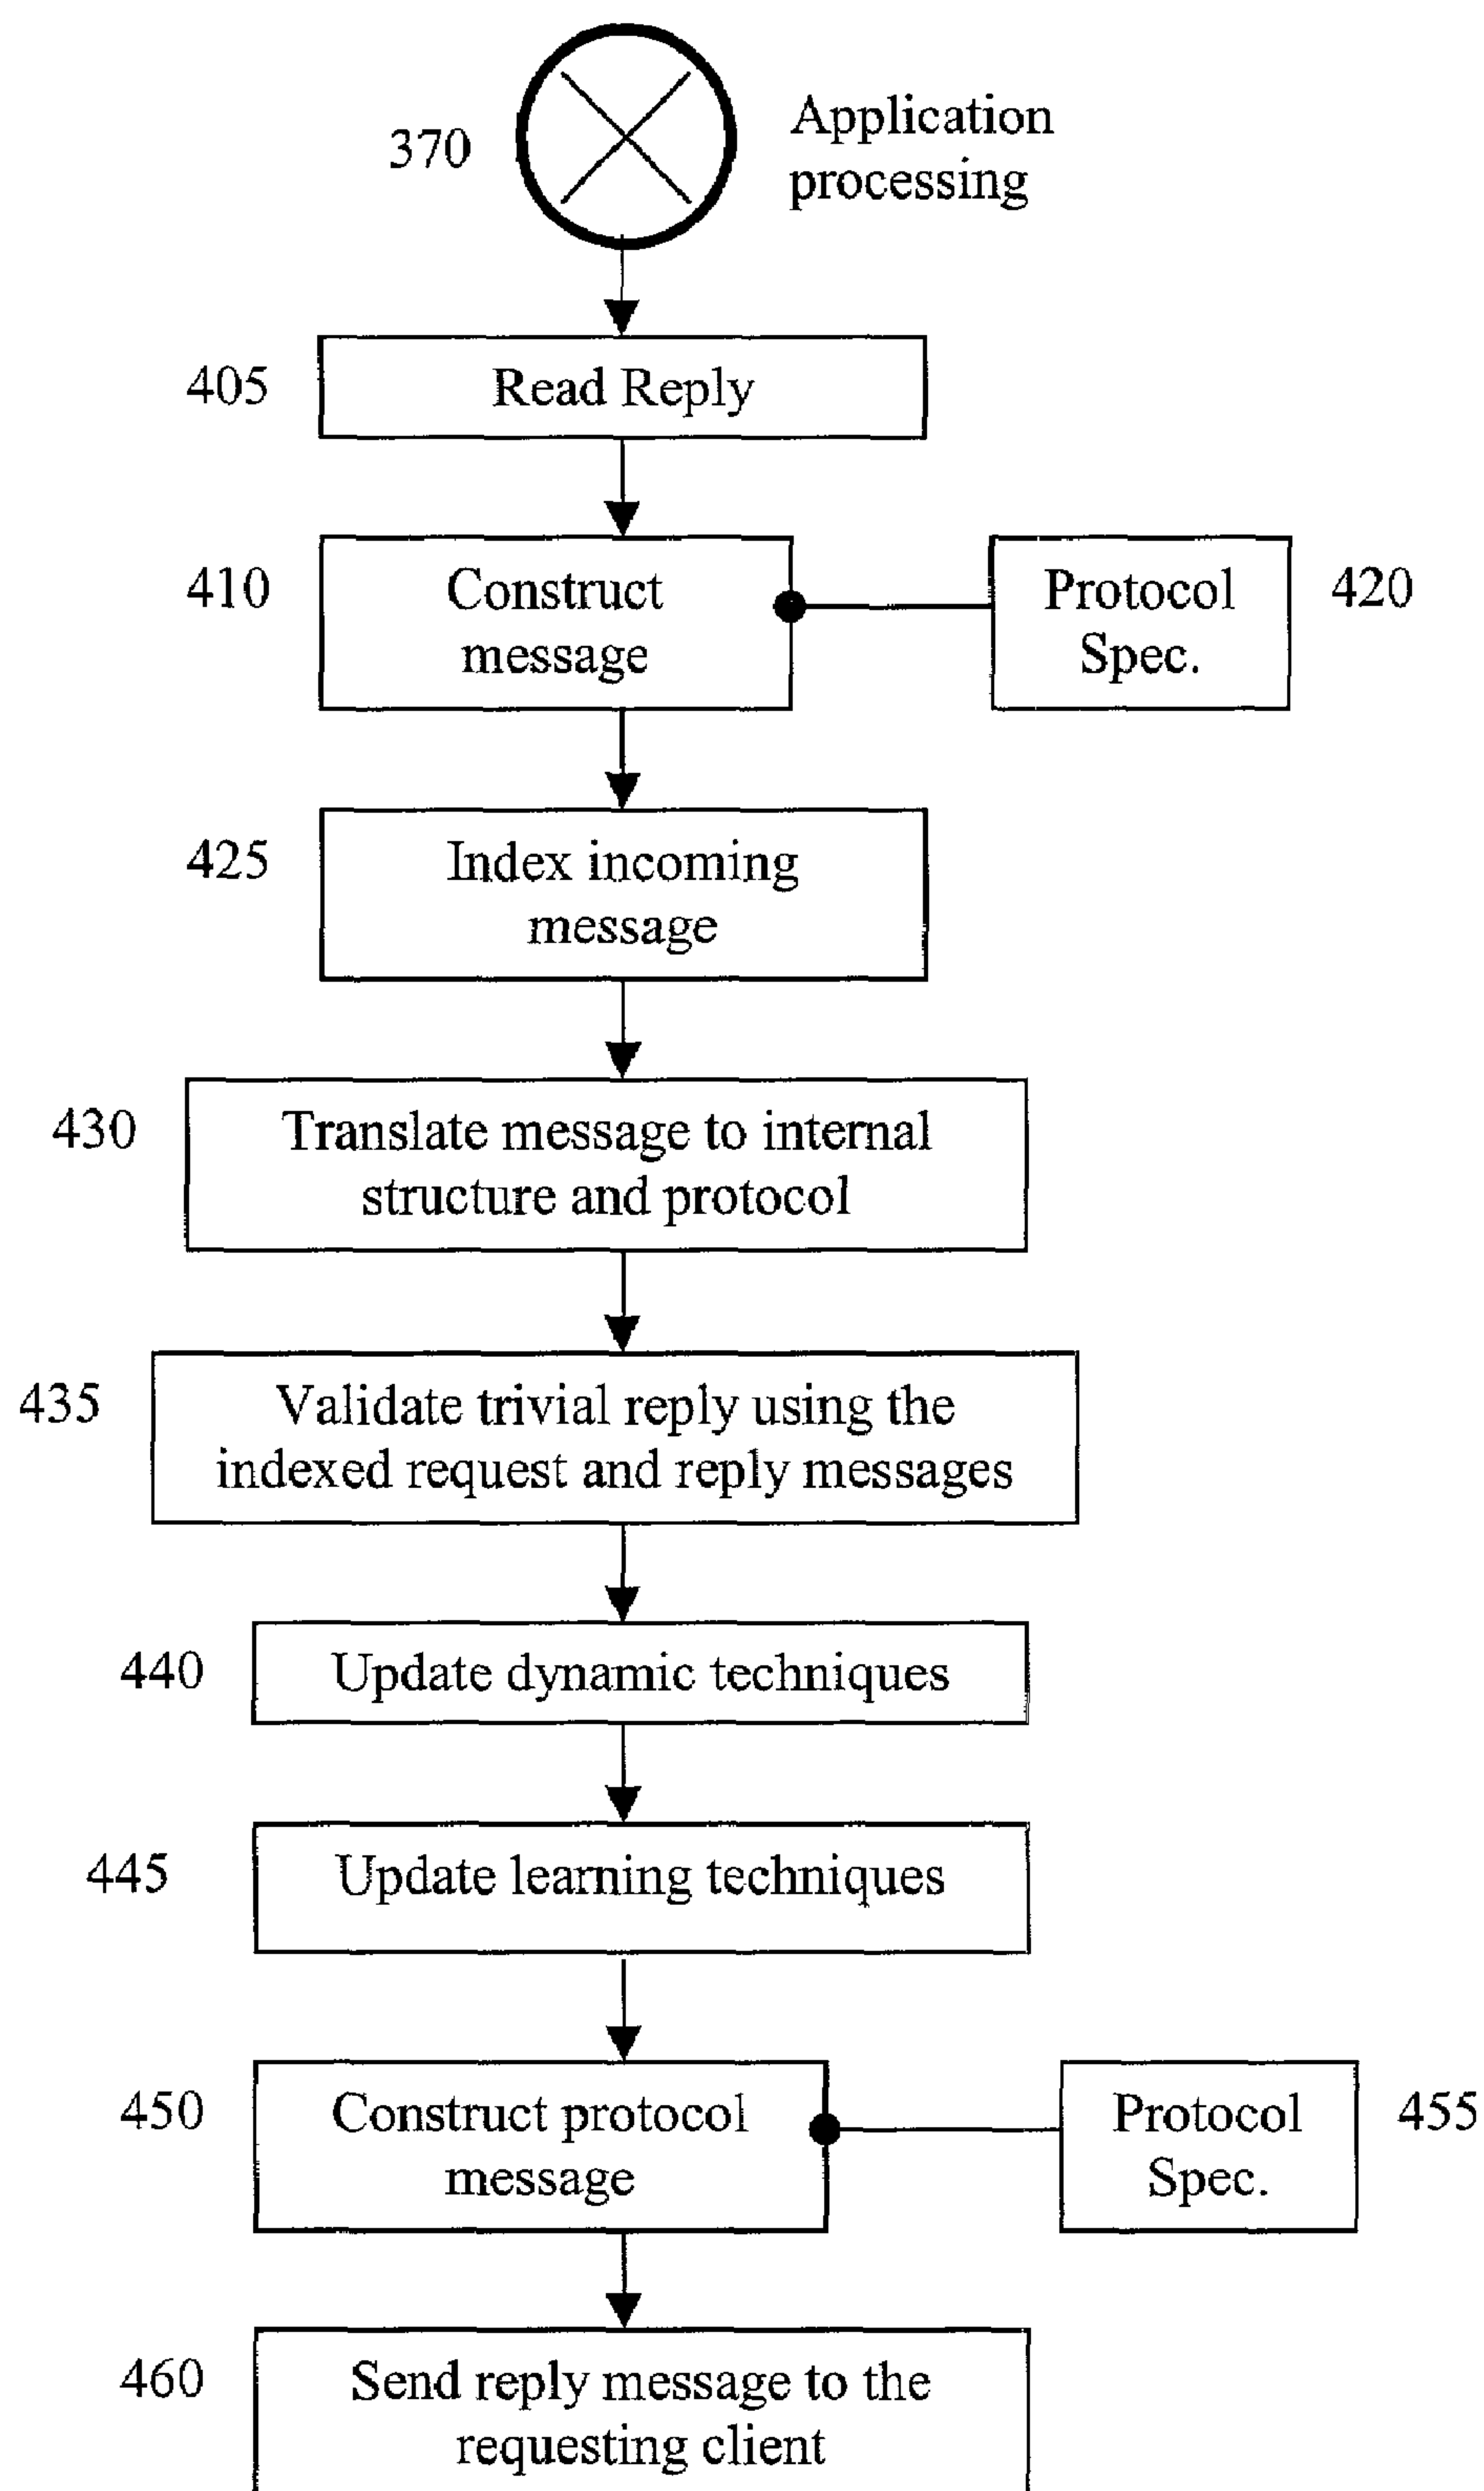 370
Application
processing
405
Read Reply
410
Construct
message
Protocol
Spec.
420
425
Index incoming
message
430
Translate message to internal
structure and protocol
435
Validate trivial reply using the
indexed request and reply messages
440
Update dynamic techniques
445
Update learning techniques
450
Construct protocol
message
Protocol
Spec.
455
460
Send reply message to the
requesting client